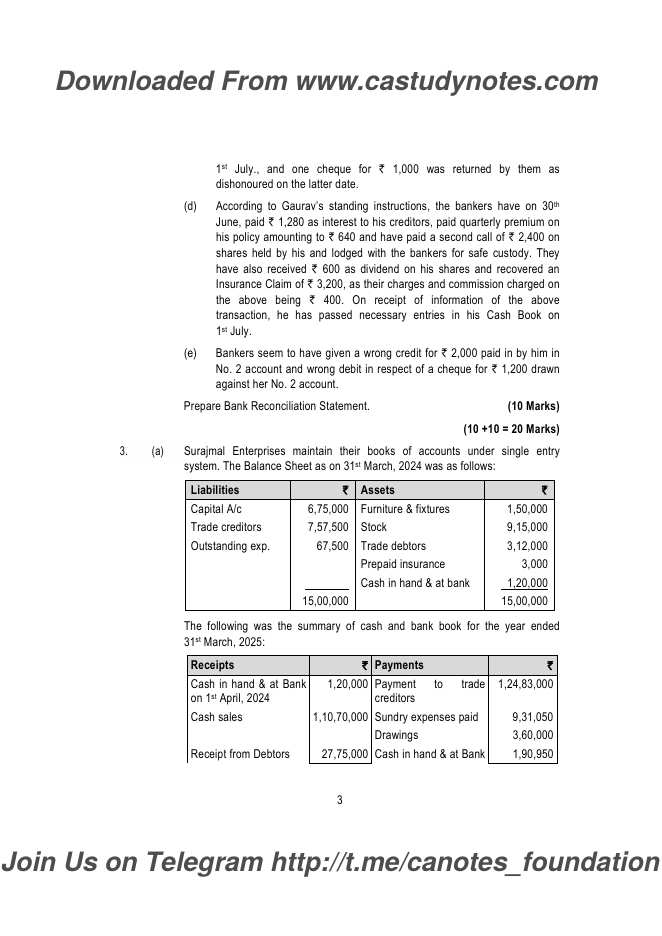 Downloaded From www.castudynotes.com
1st July., and one cheque for ₹ 1,000 was returned by them as
dishonoured on the latter date.
(d) According to Gaurav's standing instructions, the bankers have on 30th
June, paid ₹ 1,280 as interest to his creditors, paid quarterly premium on
his policy amounting to ₹ 640 and have paid a second call of ₹ 2,400 on
shares held by his and lodged with the bankers for safe custody. They
have also received ₹ 600 as dividend on his shares and recovered an
Insurance Claim of ₹ 3,200, as their charges and commission charged on
the above being ₹ 400. On receipt of information of the above
transaction, he has passed necessary entries in his Cash Book on
1st July.
(e) Bankers seem to have given a wrong credit for ₹ 2,000 paid in by him in
No. 2 account and wrong debit in respect of a cheque for ₹ 1,200 drawn
against her No. 2 account.
Prepare Bank Reconciliation Statement. (10 Marks)
(10 +10 = 20 Marks)
3. (a) Surajmal Enterprises maintain their books of accounts under single entry
system. The Balance Sheet as on 31st March, 2024 was as follows:
Liabilities ₹ Assets ₹
Capital A/c 6,75,000 Furniture & fixtures 1,50,000
Trade creditors 7,57,500 Stock 9,15,000
Outstanding exp. 67,500 Trade debtors 3,12,000
Prepaid insurance 3,000
Cash in hand & at bank 1,20,000
15,00,000 15,00,000
The following was the summary of cash and bank book for the year ended
31st March, 2025:
Receipts ₹ Payments ₹
Cash in hand & at Bank 1,20,000 Payment to trade 1,24,83,000
on 1st April, 2024 creditors
Cash sales 1,10,70,000 Sundry expenses paid 9,31,050
Drawings 3,60,000
Receipt from Debtors 27,75,000 Cash in hand & at Bank 1,90,950
3
Join Us on Telegram http://t.me/canotes_foundation